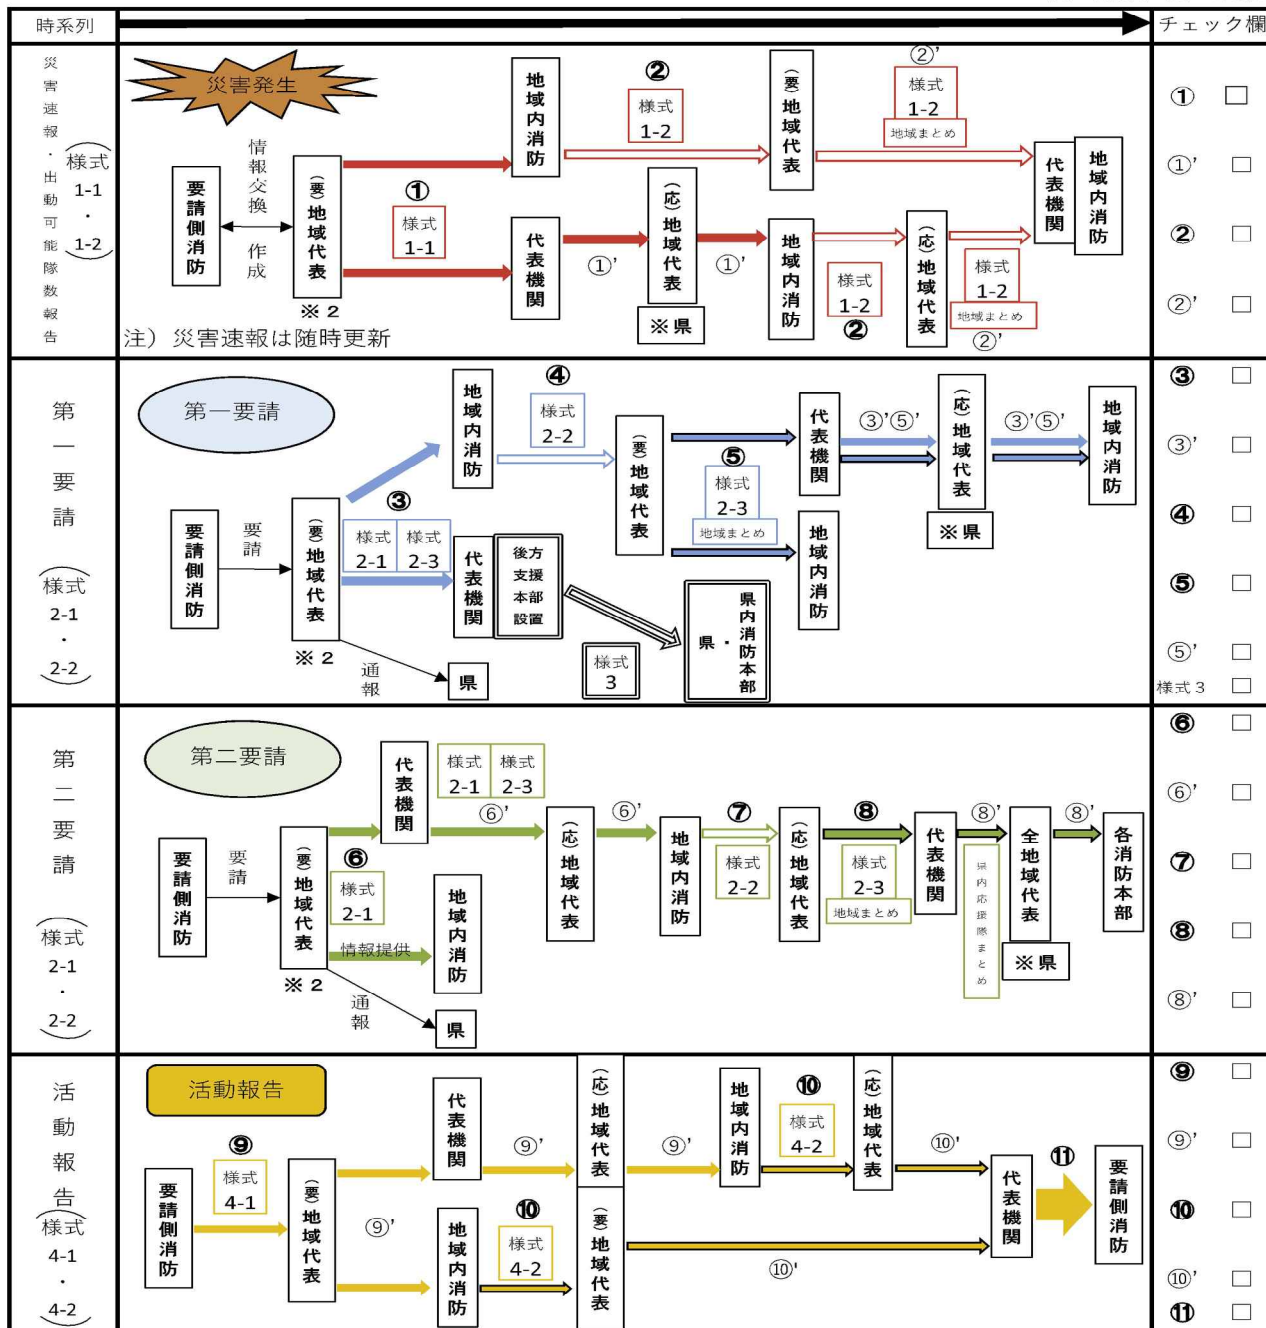 時系列
チェック欄
災害速報・出動可能隊数報告
(様式1-1・1-2)
災害発生
要請側消防
情報交換
作成
(要)地域代表
※2
①
様式
1-1
地域内消防
代表機関
②
様式
1-2
①'
(応)地域代表
※県
①'
(要)地域代表
地域内消防
様式
1-2
②
(応)地域代表
②'
様式
1-2
地域まとめ
様式
1-2
地域まとめ
②'
代表機関
地域内消防
注）災害速報は随時更新
① □
①' □
② □
②' □
第一要請
(様式2-1・2-2)
第一要請
要請側消防
要請
(要)地域代表
※2
通報
県
③
様式
2-1
様式
2-3
地域内消防
代表機関
後方
支援
本部
設置
④
様式
2-2
様式
3
県・県内消防本部
(要)地域代表
⑤
様式
2-3
地域まとめ
代表機関
地域内消防
③'⑤'
(応)地域代表
※県
③'⑤'
地域内消防
③ □
③' □
④ □
⑤ □
⑤' □
様式3 □
第二要請
(様式2-1・2-2)
第二要請
要請側消防
要請
(要)地域代表
※2
通報
県
⑥
様式
2-1
情報提供
地域内消防
代表機関
様式
2-1
様式
2-3
⑥'
(応)地域代表
⑥'
地域内消防
⑦
様式
2-2
(応)地域代表
⑧
様式
2-3
地域まとめ
代表機関
⑧'
県内応援隊まとめ
全地域代表
※県
⑧'
各消防本部
⑥ □
⑥' □
⑦ □
⑧ □
⑧' □
活動報告
(様式4-1・4-2)
活動報告
要請側消防
⑨
様式
4-1
(要)地域代表
⑨'
代表機関
地域内消防
⑨'
⑩
様式
4-2
(応)地域代表
(要)地域代表
⑨'
地域内消防
⑩
様式
4-2
(応)地域代表
⑩'
⑩'
代表機関
⑪
要請側消防
⑨ □
⑨' □
⑩ □
⑩' □
⑪ □